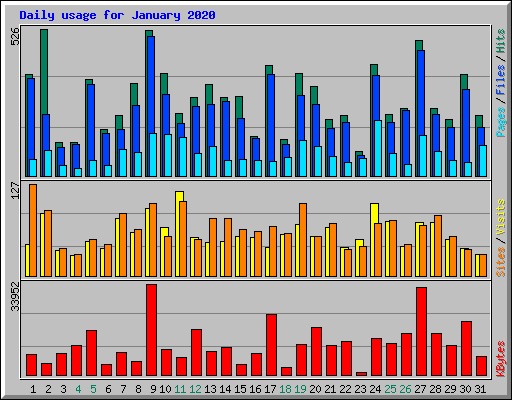 Daily usage for January 2020
526
Pages / Files / Hits
127
Sites / Visits
33952
KBytes
1 2 3 4 5 6 7 8 9 10 11 12 13 14 15 16 17 18 19 20 21 22 23 24 25 26 27 28 29 30 31